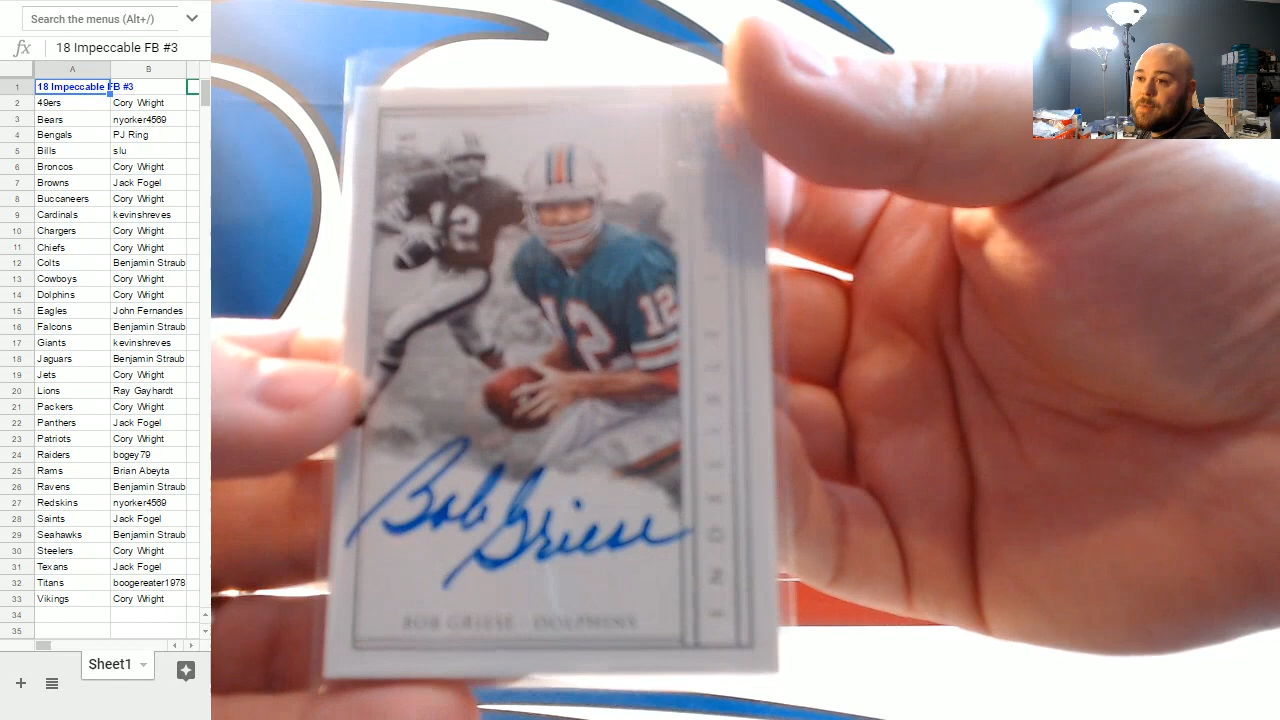 Search the menus (Alt+/)
fx 18 Impeccable FB #3
A B
1 18 Impeccable FB #3
2 49ers Cory Wright
3 Bears nyorker4569
4 Bengals PJ Ring
5 Bills slu
6 Broncos Cory Wright
7 Browns Jack Fogel
8 Buccaneers Cory Wright
9 Cardinals kevinshreves
10 Chargers Cory Wright
11 Chiefs Cory Wright
12 Colts Benjamin Straub
13 Cowboys Cory Wright
14 Dolphins Cory Wright
15 Eagles John Fernandes
16 Falcons Benjamin Straub
17 Giants kevinshreves
18 Jaguars Benjamin Straub
19 Jets Cory Wright
20 Lions Ray Gayhardt
21 Packers Cory Wright
22 Panthers Jack Fogel
23 Patriots Cory Wright
24 Raiders bogey79
25 Rams Brian Abeyta
26 Ravens Benjamin Straub
27 Redskins nyorker4569
28 Saints Jack Fogel
29 Seahawks Benjamin Straub
30 Steelers Cory Wright
31 Texans Jack Fogel
32 Titans boogereater1978
33 Vikings Cory Wright
34
35
Sheet1
12
12
12
Bob Griese
BOB GRIESE - DOLPHINS